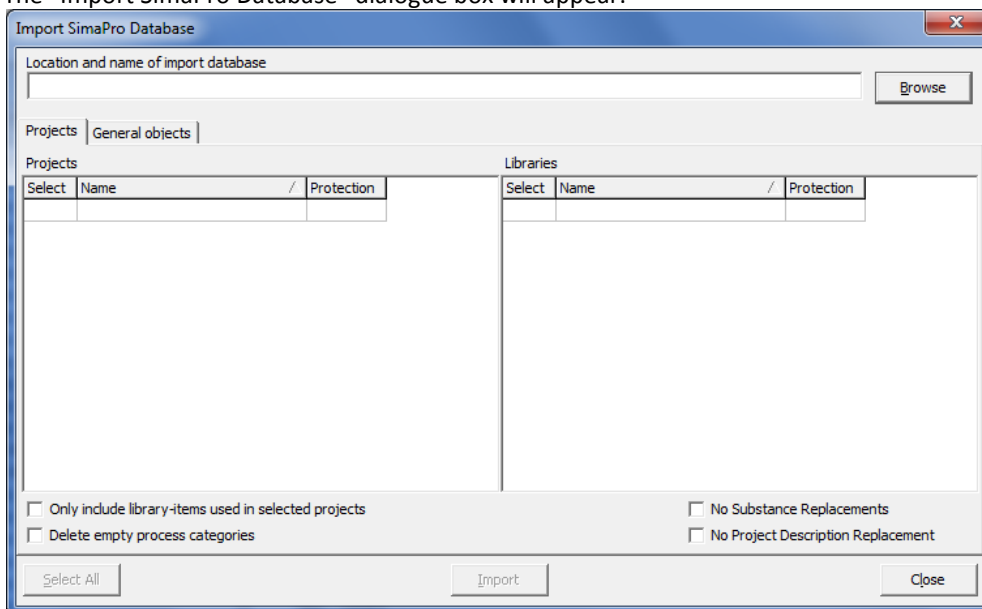 The "Import SimaPro Database" dialogue box will appear:
Import SimaPro Database
Location and name of import database
Browse
Projects General objects
Projects Libraries
Select Name / Protection Select Name / Protection
Only include library-items used in selected projects No Substance Replacements
Delete empty process categories No Project Description Replacement
Select All Import Close